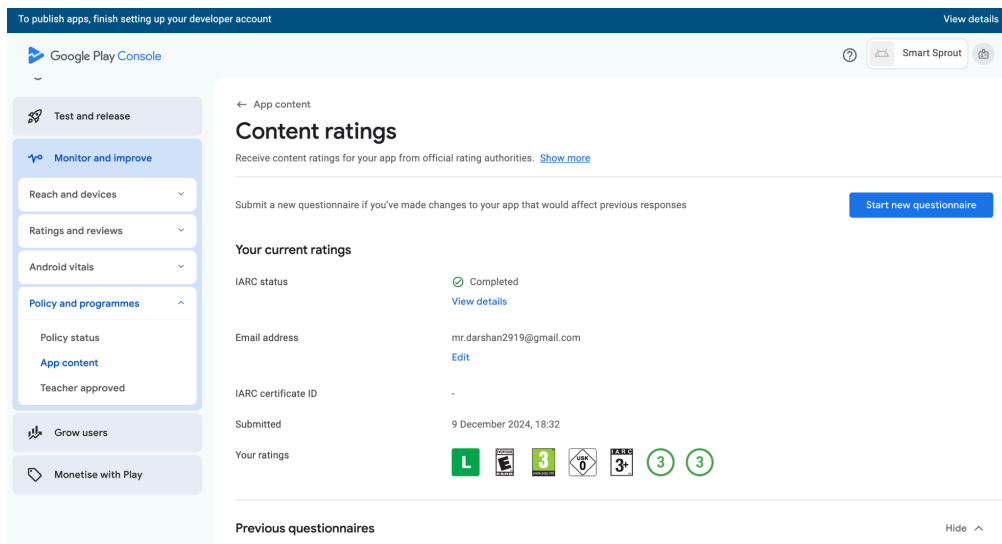 To publish apps, finish setting up your developer account View details
Google Play Console
Smart Sprout
Test and release
Monitor and improve
Reach and devices
Ratings and reviews
Android vitals
Policy and programmes
Policy status
App content
Teacher approved
Grow users
Monetise with Play
← App content
Content ratings
Receive content ratings for your app from official rating authorities. Show more
Submit a new questionnaire if you've made changes to your app that would affect previous responses Start new questionnaire
Your current ratings
IARC status Completed
View details
Email address mr.darshan2919@gmail.com
Edit
IARC certificate ID -
Submitted 9 December 2024, 18:32
Your ratings L E 3 USK 0 IARC 3+ 3 3
Previous questionnaires Hide